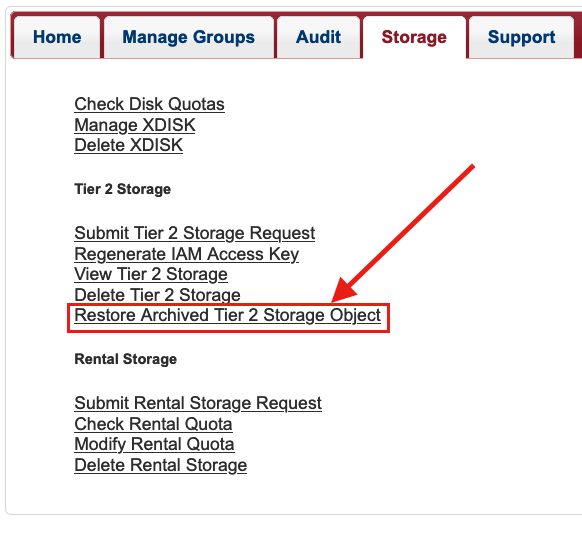 Home Manage Groups Audit Storage Support
Check Disk Quotas
Manage XDISK
Delete XDISK
Tier 2 Storage
Submit Tier 2 Storage Request
Regenerate IAM Access Key
View Tier 2 Storage
Delete Tier 2 Storage
Restore Archived Tier 2 Storage Object
Rental Storage
Submit Rental Storage Request
Check Rental Quota
Modify Rental Quota
Delete Rental Storage